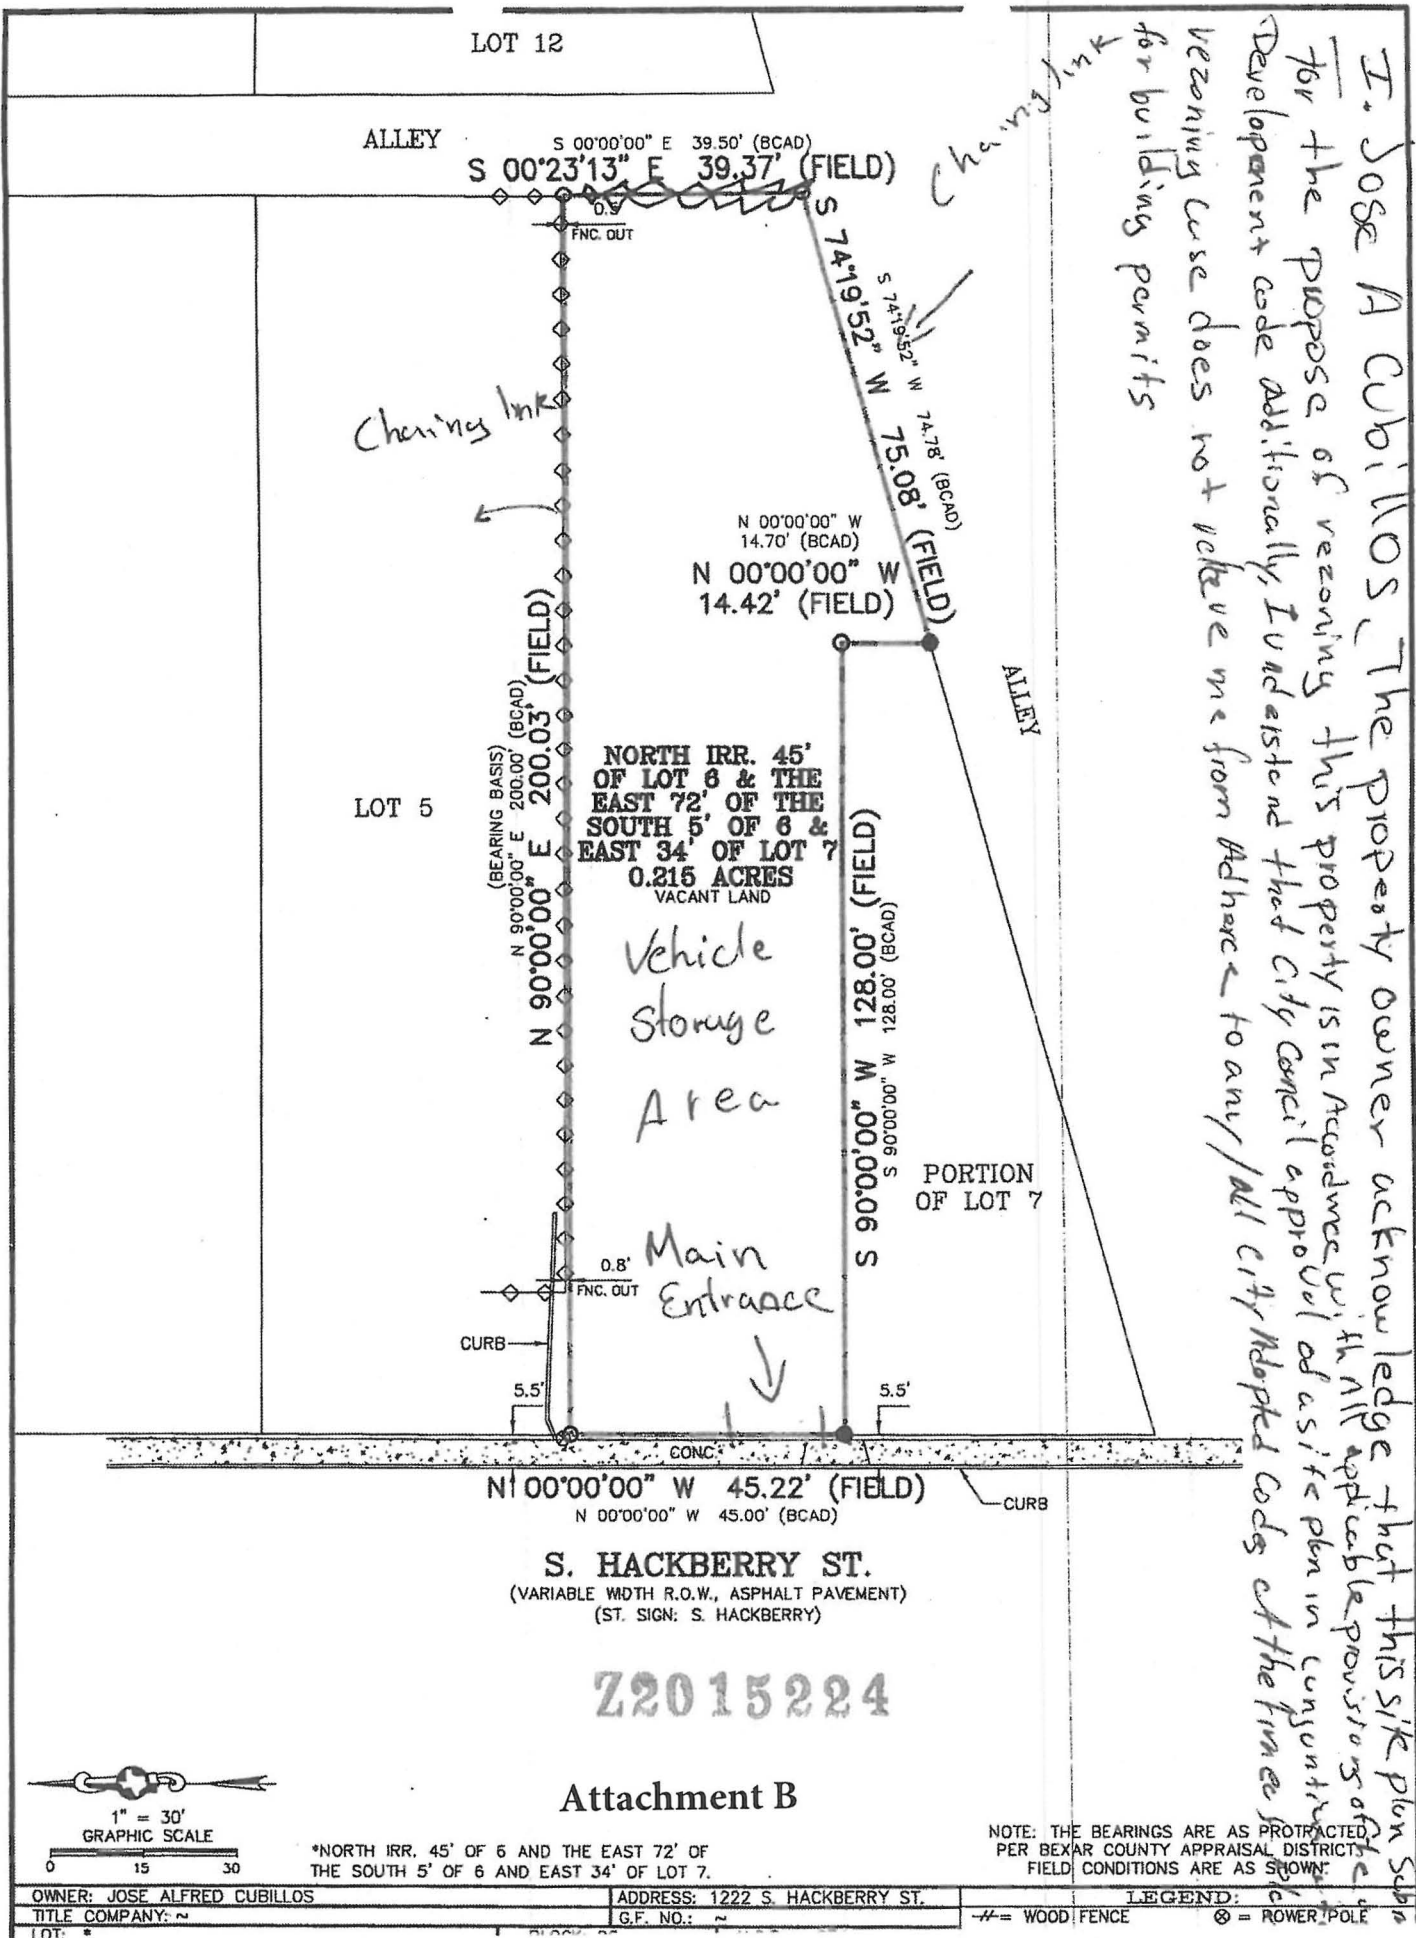 LOT 12
ALLEY
S 00°00'00" E 39.50' (BCAD)
S 00°23'13" E 39.37' (FIELD)
0.5'
FNC. OUT
Chaing link
S 74°19'52" W 75.08' (FIELD)
S 74°19'52" W 74.78' (BCAD)
Chaing link
N 00°00'00" W
14.70' (BCAD)
N 00°00'00" W
14.42' (FIELD)
ALLEY
LOT 5
(BEARING BASIS)
N 90°00'00" E 200.00' (BCAD)
N 90°00'00" E 200.03' (FIELD)
NORTH IRR. 45'
OF LOT 6 & THE
EAST 72' OF THE
SOUTH 5' OF 6 &
EAST 34' OF LOT 7
0.215 ACRES
VACANT LAND
Vehicle
Storage
Area
S 90°00'00" W 128.00' (FIELD)
S 90°00'00" W 128.00' (BCAD)
PORTION
OF LOT 7
Main
Entrance
0.8'
FNC. OUT
CURB
5.5'
5.5'
CONC.
N 00°00'00" W 45.22' (FIELD)
N 00°00'00" W 45.00' (BCAD)
CURB
S. HACKBERRY ST.
(VARIABLE WIDTH R.O.W., ASPHALT PAVEMENT)
(ST. SIGN: S. HACKBERRY)
Z2015224
Attachment B
I. Jose A Cubillos, The property owner acknowledge that this site plan
for the propose of rezoning this property is in Accordance with All applicable provisions of the
Development code additionally, I understand that City Council approval of a site plan in
rezoning case does not me from Adhere to any/All City Adopted Codes at the time
for building permits
1" = 30'
GRAPHIC SCALE
0 15 30
*NORTH IRR. 45' OF 6 AND THE EAST 72' OF
THE SOUTH 5' OF 6 AND EAST 34' OF LOT 7.
NOTE: THE BEARINGS ARE AS PROTRACTED
PER BEXAR COUNTY APPRAISAL DISTRICT
FIELD CONDITIONS ARE AS SHOWN.
OWNER: JOSE ALFRED CUBILLOS
ADDRESS: 1222 S. HACKBERRY ST.
LEGEND:
TITLE COMPANY: ~
G.F. NO.: ~
-//-= WOOD FENCE
⊗ = POWER POLE
LOT: *